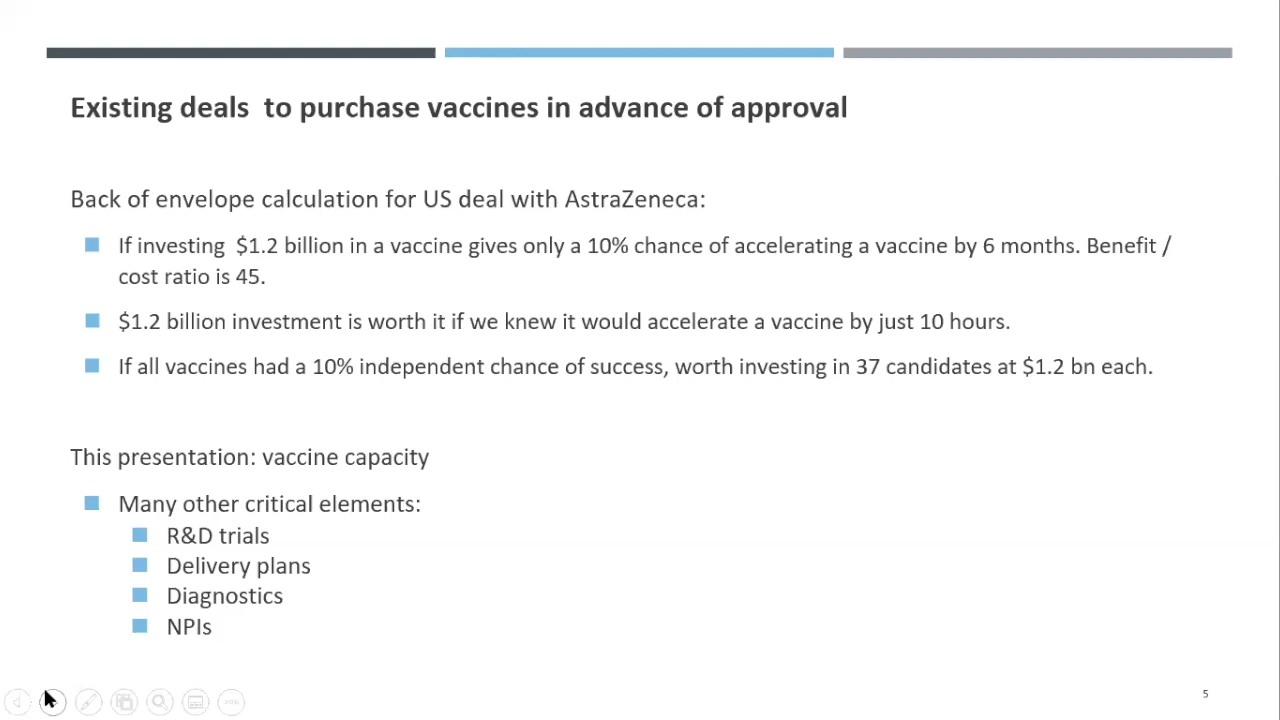 Existing deals  to purchase vaccines in advance of approval
Back of envelope calculation for US deal with AstraZeneca:
If investing  $1.2 billion in a vaccine gives only a 10% chance of accelerating a vaccine by 6 months. Benefit /
cost ratio is 45.
$1.2 billion investment is worth it if we knew it would accelerate a vaccine by just 10 hours.
If all vaccines had a 10% independent chance of success, worth investing in 37 candidates at $1.2 bn each.
This presentation: vaccine capacity
Many other critical elements:
R&D trials
Delivery plans
Diagnostics
NPIs
5